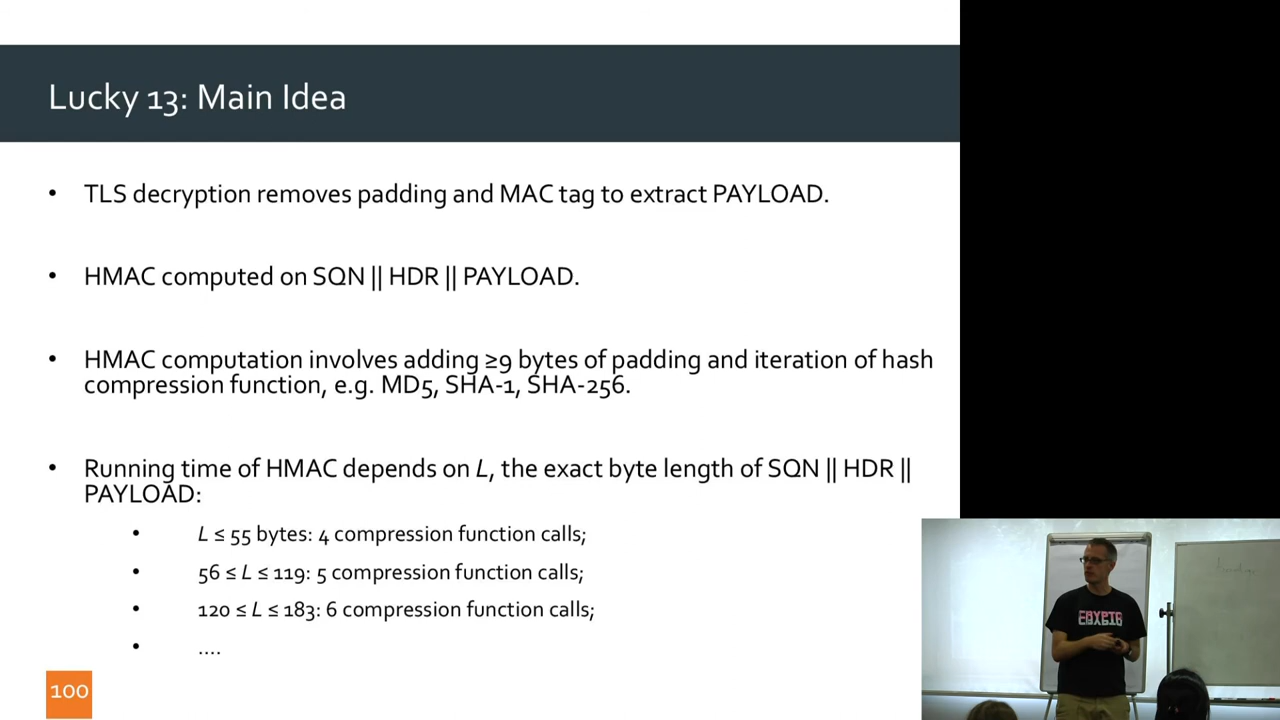 Lucky 13: Main Idea
• TLS decryption removes padding and MAC tag to extract PAYLOAD.
• HMAC computed on SQN || HDR || PAYLOAD.
• HMAC computation involves adding ≥9 bytes of padding and iteration of hash
compression function, e.g. MD5, SHA-1, SHA-256.
• Running time of HMAC depends on L, the exact byte length of SQN || HDR ||
PAYLOAD:
• L ≤ 55 bytes: 4 compression function calls;
• 56 ≤ L ≤ 119: 5 compression function calls;
• 120 ≤ L ≤ 183: 6 compression function calls;
• ....
100
CRYPTO